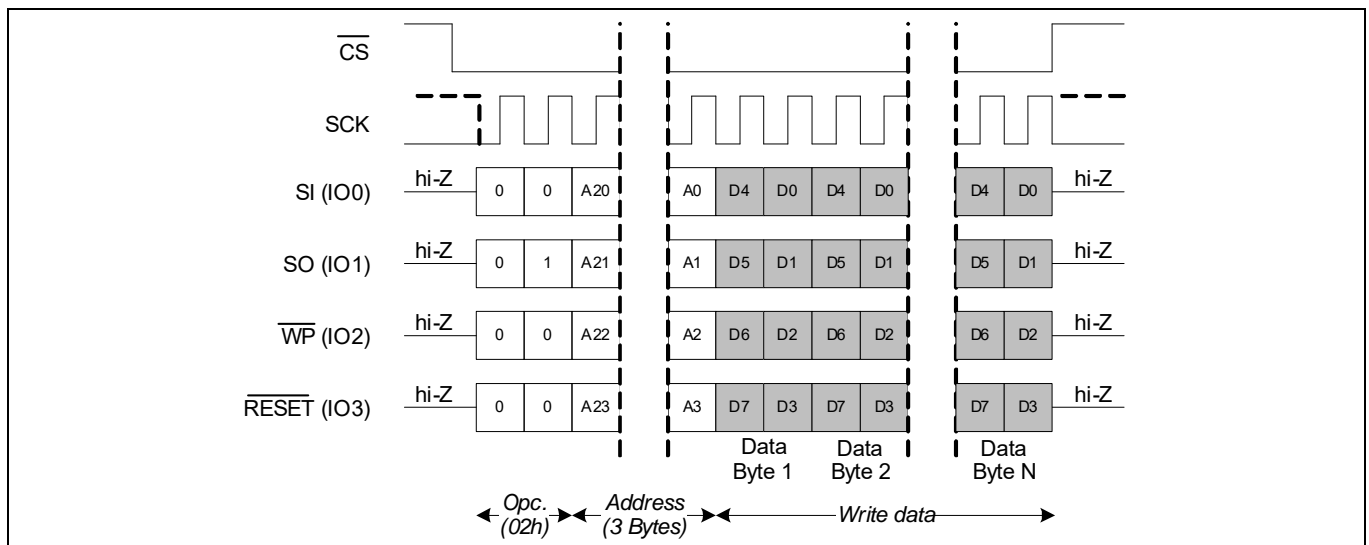 CS
SCK
SI (IO0) hi-Z 0 0 A20 A0 D4 D0 D4 D0 D4 D0 hi-Z
SO (IO1) hi-Z 0 1 A21 A1 D5 D1 D5 D1 D5 D1 hi-Z
WP (IO2) hi-Z 0 0 A22 A2 D6 D2 D6 D2 D6 D2 hi-Z
RESET (IO3) hi-Z 0 0 A23 A3 D7 D3 D7 D3 D7 D3 hi-Z
Data Data Data
Byte 1 Byte 2 Byte N
Opc. Address Write data
(02h) (3 Bytes)